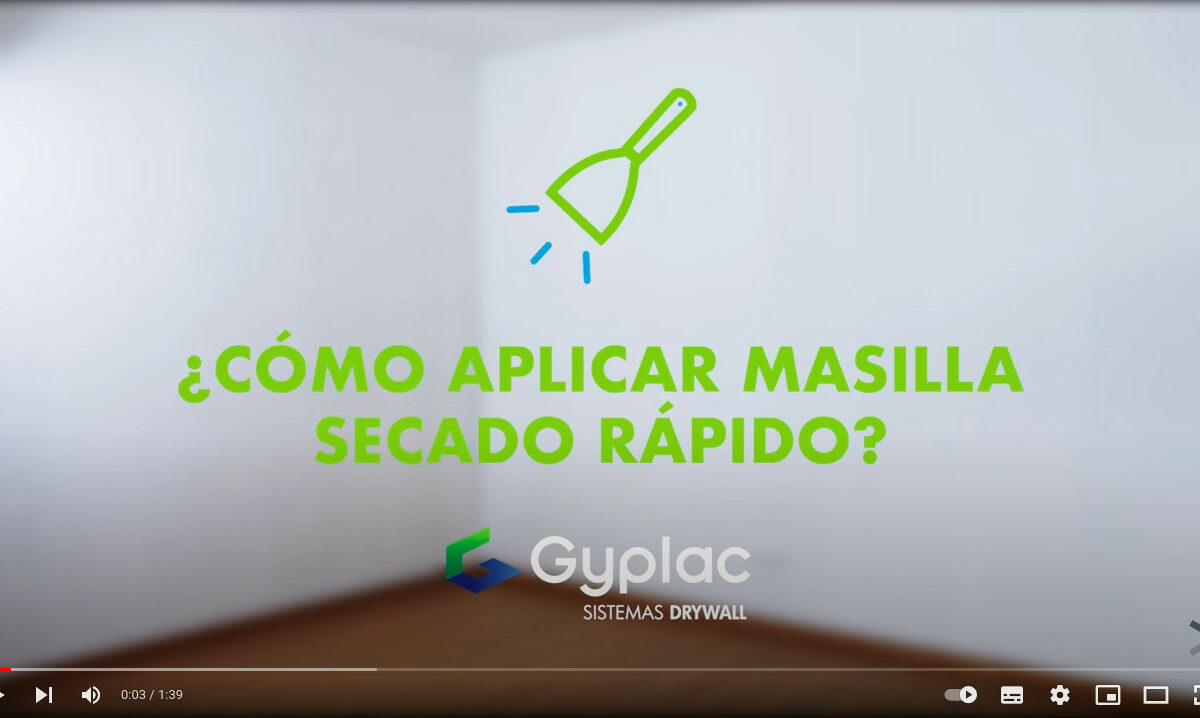 ¿CÓMO APLICAR MASILLA
SECADO RÁPIDO?
Gyplac
SISTEMAS DRYWALL
0:03 / 1:39